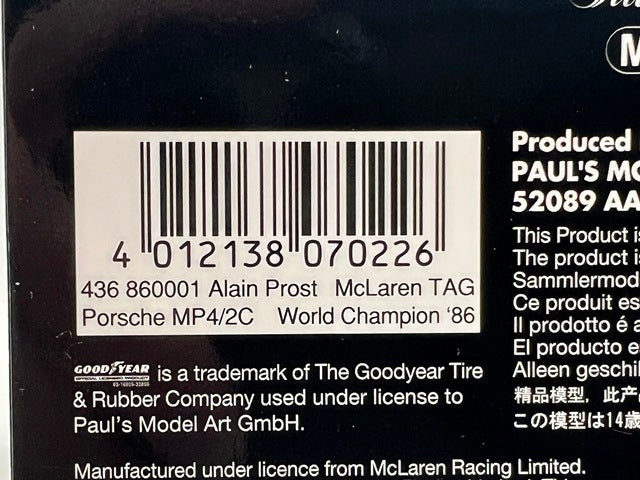 M
4 012138 070226
436 860001 Alain Prost McLaren TAG
Porsche MP4/2C World Champion '86
GOODYEAR is a trademark of The Goodyear Tire
& Rubber Company used under license to
Paul's Model Art GmbH.
Manufactured under licence from McLaren Racing Limited.
Produced
PAUL'S MO
52089 AA
This Product is
The product is
Sammlermod
Ce produit es
Il prodotto é a
El producto e
Alleen geschi
精品模型，此产
この模型は14歳